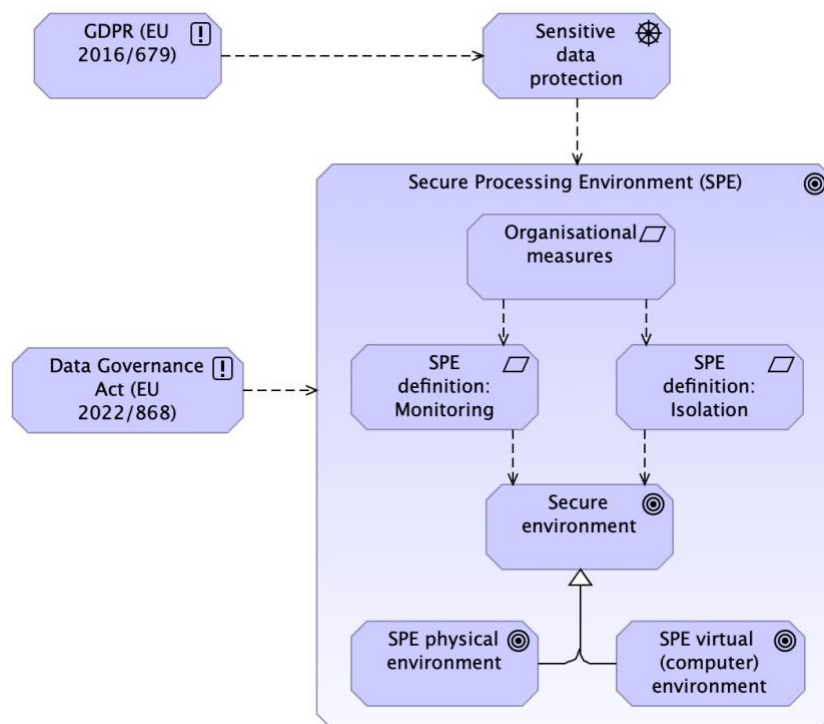 GDPR (EU
2016/679)
Sensitive
data
protection
Secure Processing Environment (SPE)
Organisational
measures
Data Governance
Act (EU
2022/868)
SPE
definition:
Monitoring
SPE
definition:
Isolation
Secure
environment
SPE physical
environment
SPE virtual
(computer)
environment